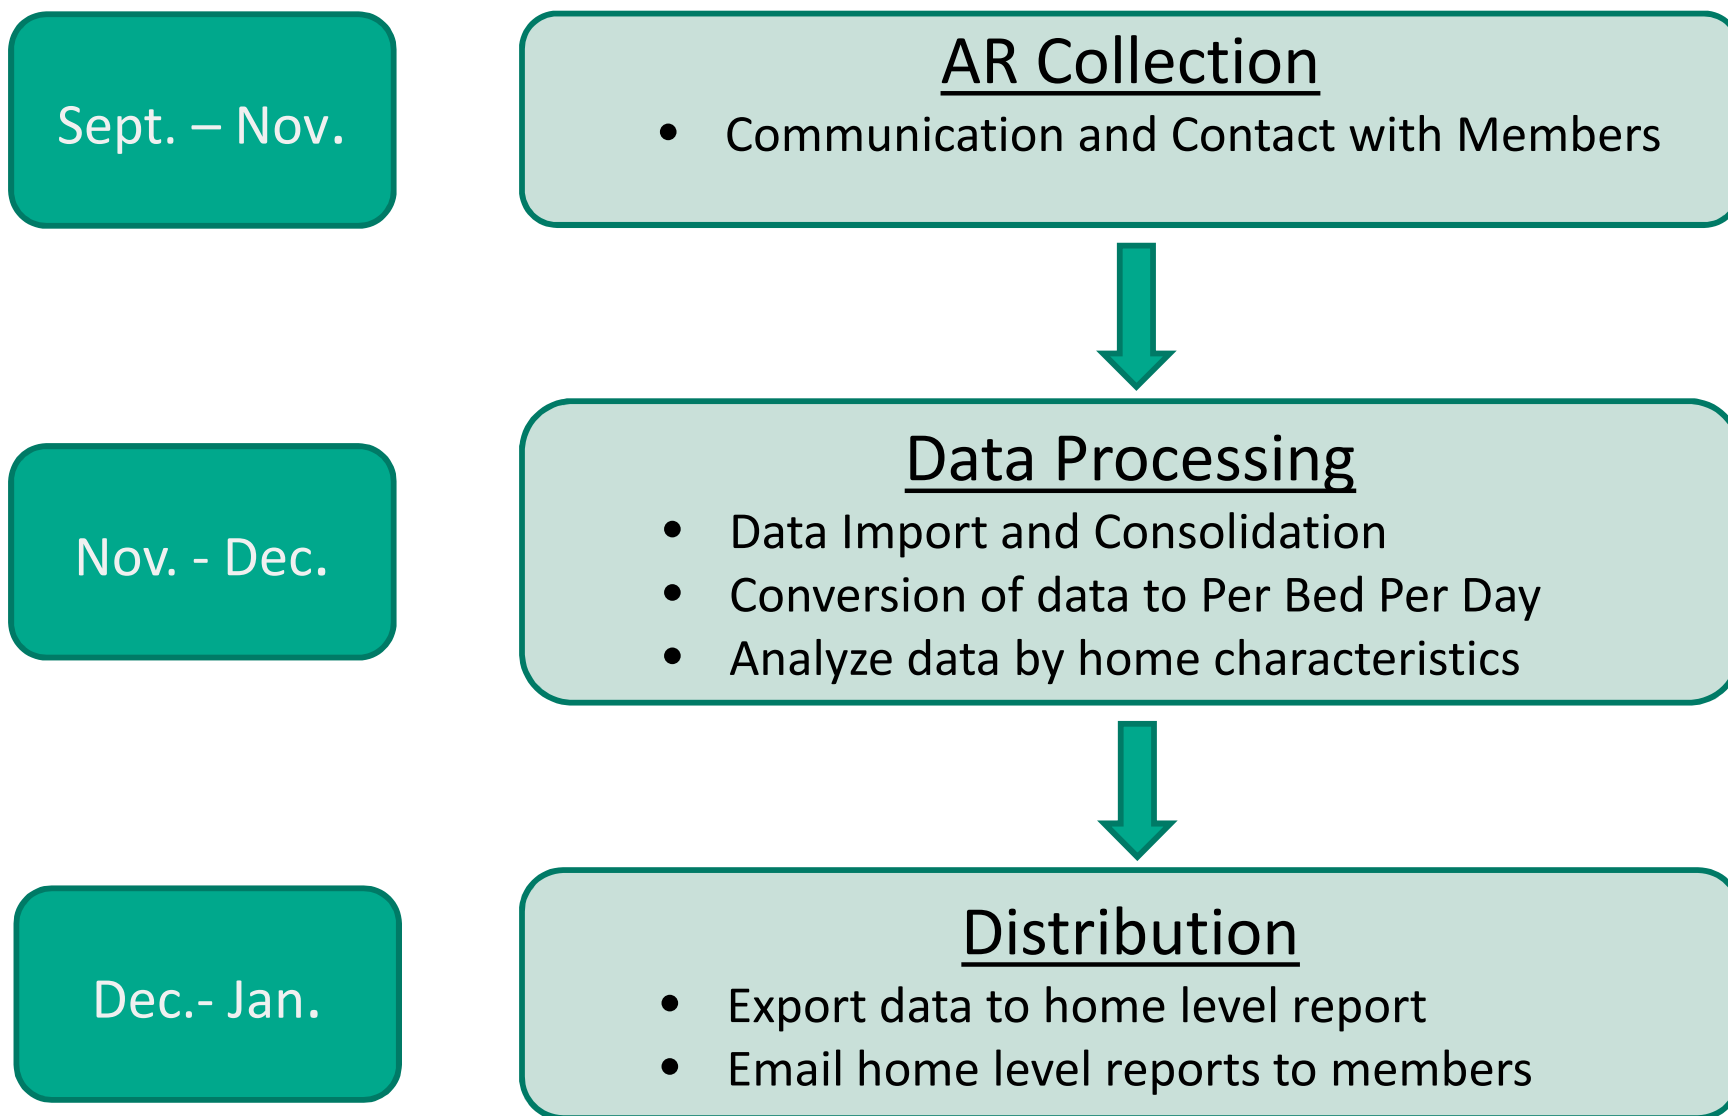 Sept. – Nov.
AR Collection
• Communication and Contact with Members
Nov. - Dec.
Data Processing
• Data Import and Consolidation
• Conversion of data to Per Bed Per Day
• Analyze data by home characteristics
Dec.- Jan.
Distribution
• Export data to home level report
• Email home level reports to members